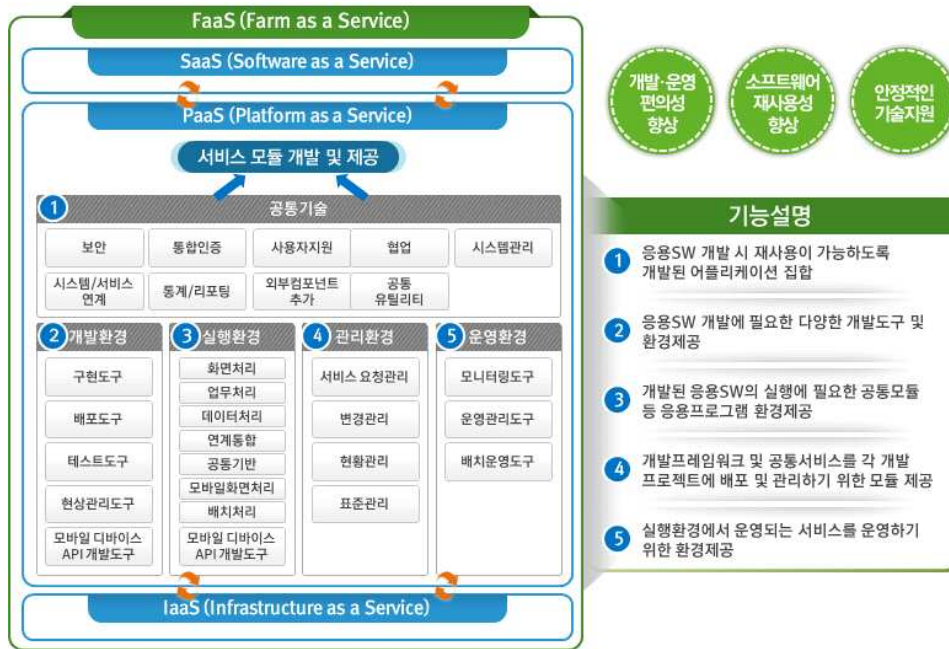 FaaS (Farm as a Service)
SaaS (Software as a Service)
PaaS (Platform as a Service)
서비스 모듈 개발 및 제공
1 공통기술
보안
통합인증
사용자지원
협업
시스템관리
시스템/서비스
연계
통계/리포팅
외부컴포넌트
추가
공통
유틸리티
2 개발환경
구현도구
배포도구
테스트도구
현상관리도구
모바일 디바이스
API 개발도구
3 실행환경
화면처리
업무처리
데이터처리
연계통합
공통기반
모바일화면처리
배치처리
모바일 디바이스
API 개발도구
4 관리환경
서비스 요청관리
변경관리
현황관리
표준관리
5 운영환경
모니터링도구
운영관리도구
배치운영도구
IaaS (Infrastructure as a Service)
개발·운영
편의성
향상
소프트웨어
재사용성
향상
안정적인
기술지원
기능설명
1 응용SW 개발 시 재사용이 가능하도록
개발된 어플리케이션 집합
2 응용SW 개발에 필요한 다양한 개발도구 및
환경제공
3 개발된 응용SW의 실행에 필요한 공통모듈
등 응용프로그램 환경제공
4 개발프레임워크 및 공통서비스를 각 개발
프로젝트에 배포 및 관리하기 위한 모듈 제공
5 실행환경에서 운영되는 서비스를 운영하기
위한 환경제공